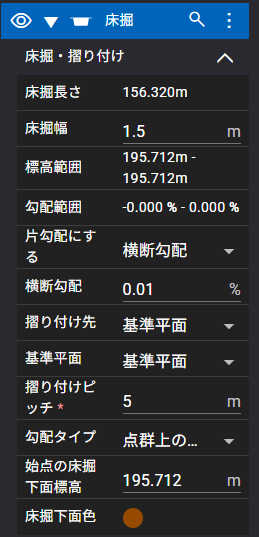 床掘
床掘・摺り付け
床掘長さ 156.320m
床掘幅 1.5 m
標高範囲 195.712m -
195.712m
勾配範囲 -0.000 % - 0.000 %
片勾配にす
る 横断勾配
横断勾配 0.01 %
摺り付け先 基準平面
基準平面 基準平面
摺り付けピ
ッチ * 5 m
勾配タイプ 点群上の...
始点の床掘
下面標高 195.712 m
床掘下面色